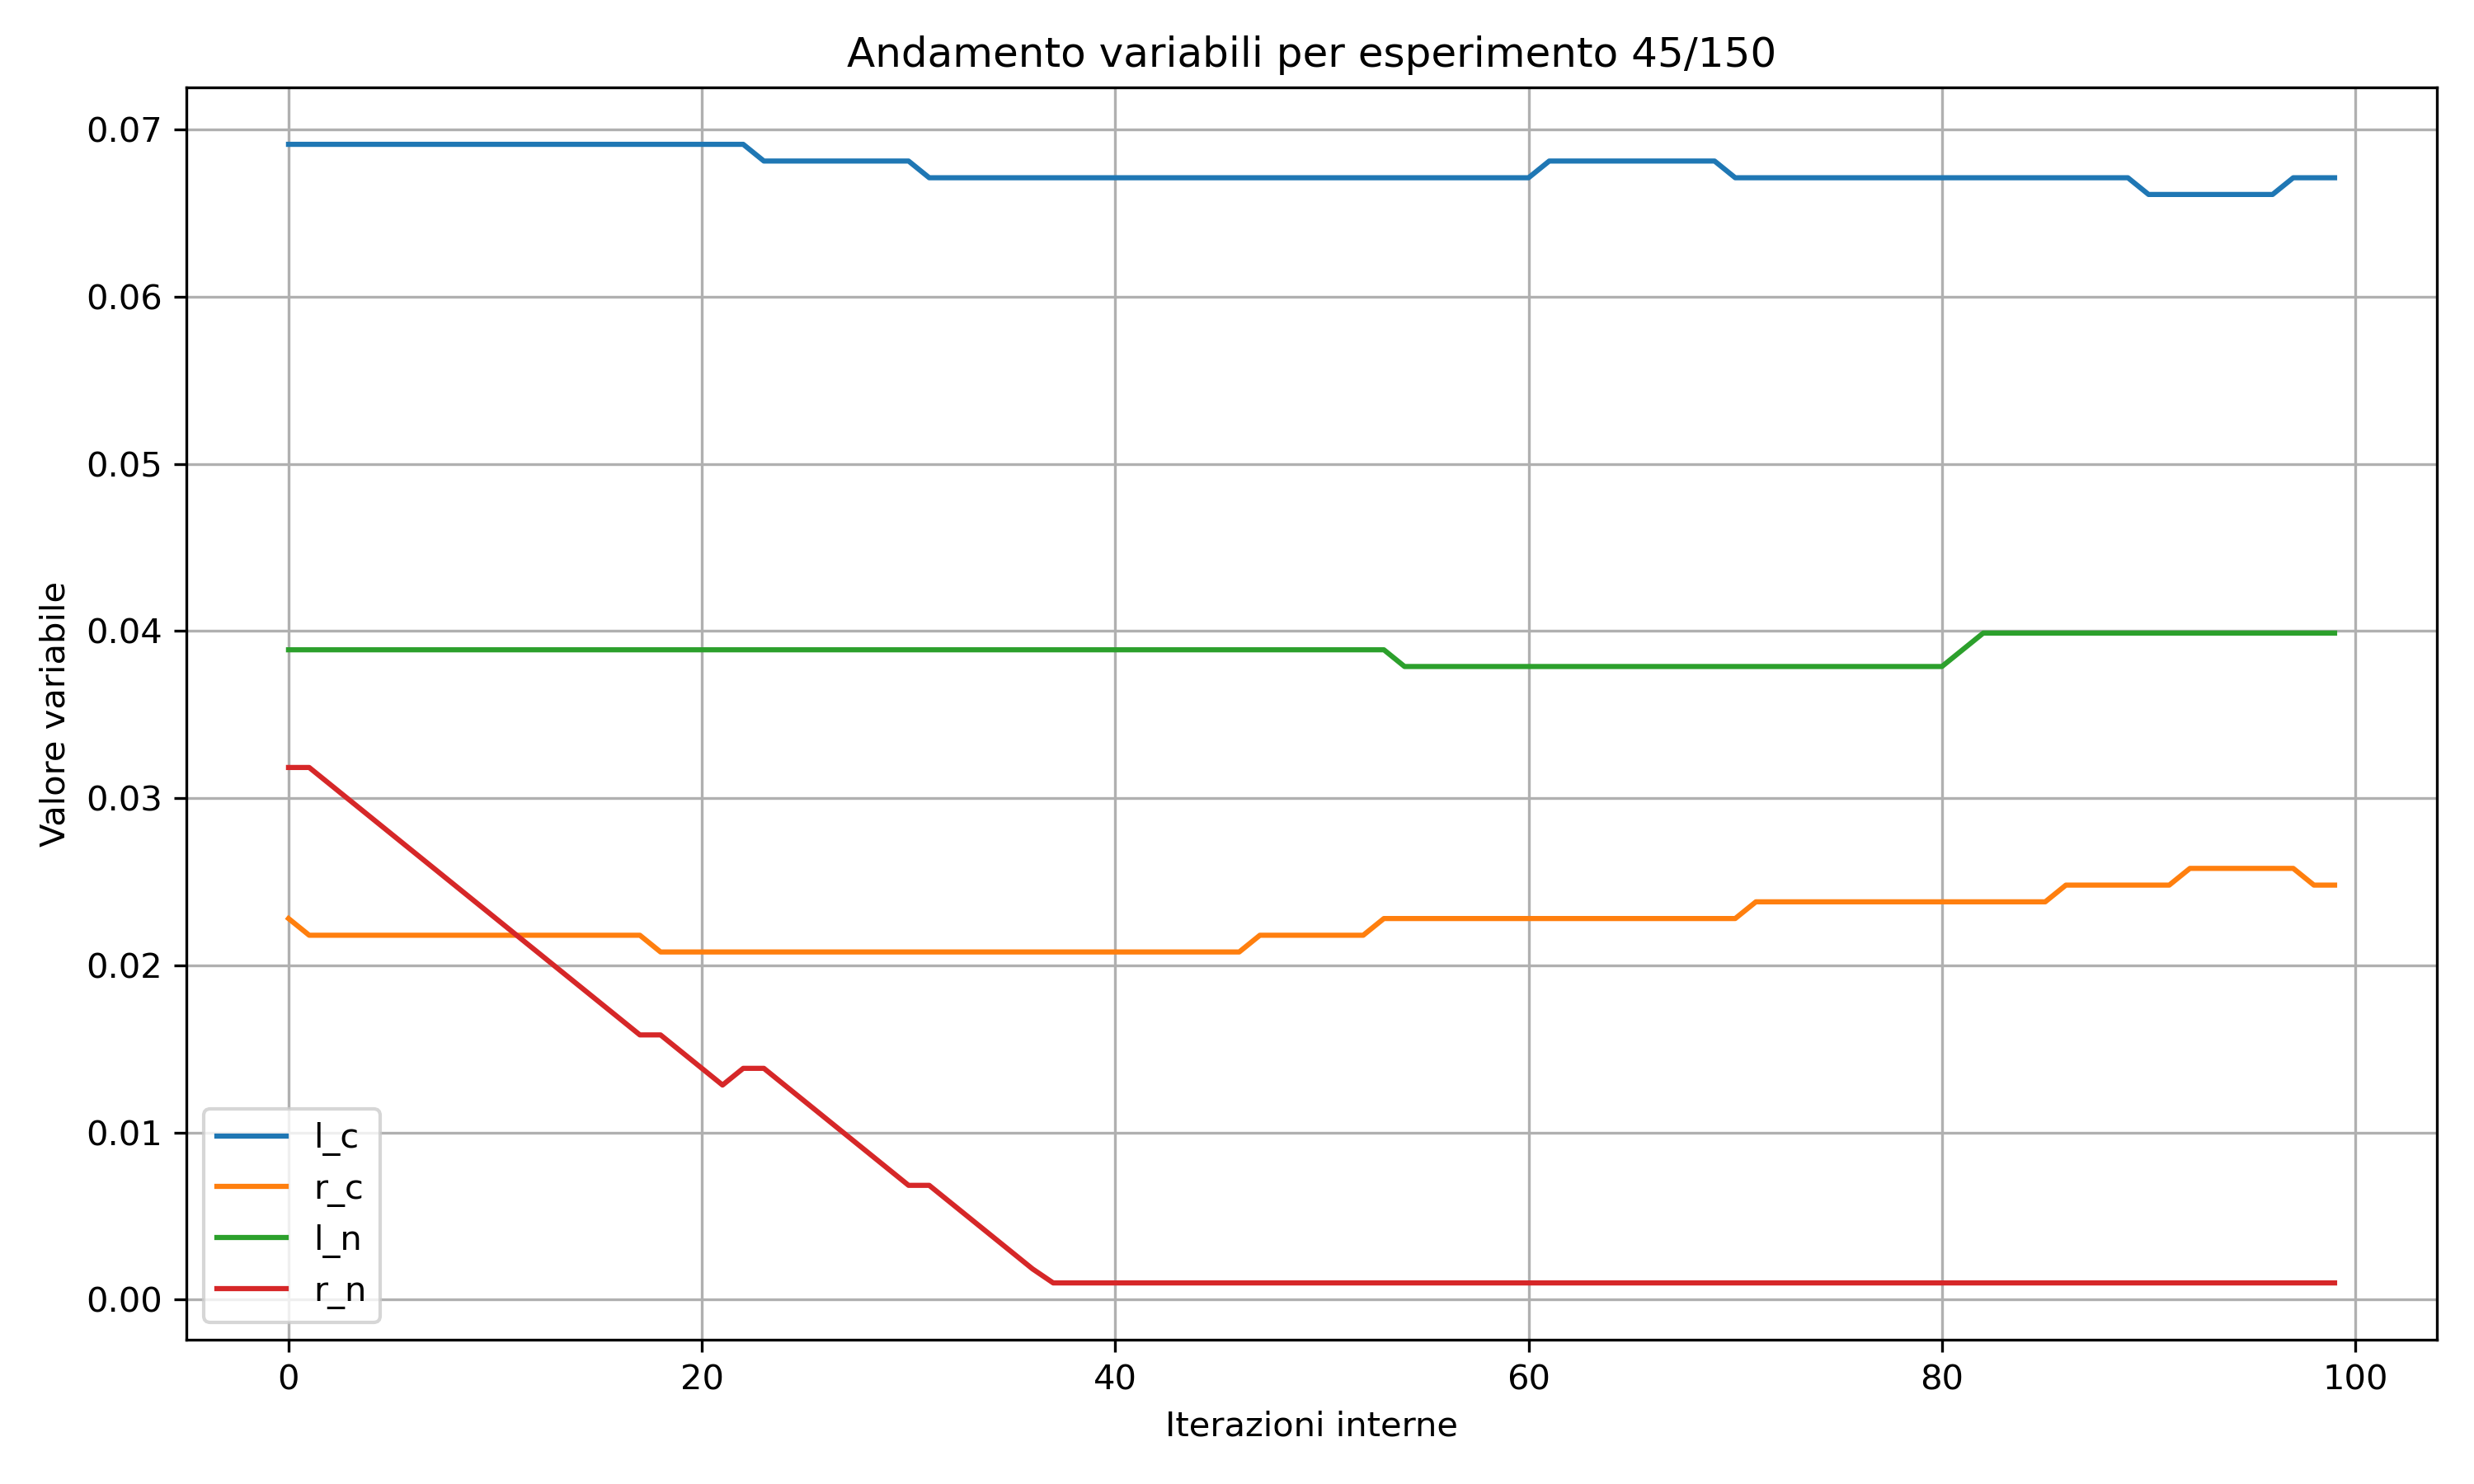 Andamento variabili per esperimento 45/150
Valore variabile
0.07
0.06
0.05
0.04
0.03
0.02
0.01
0.00
l_c
r_c
l_n
r_n
0 20 40 60 80 100
Iterazioni interne